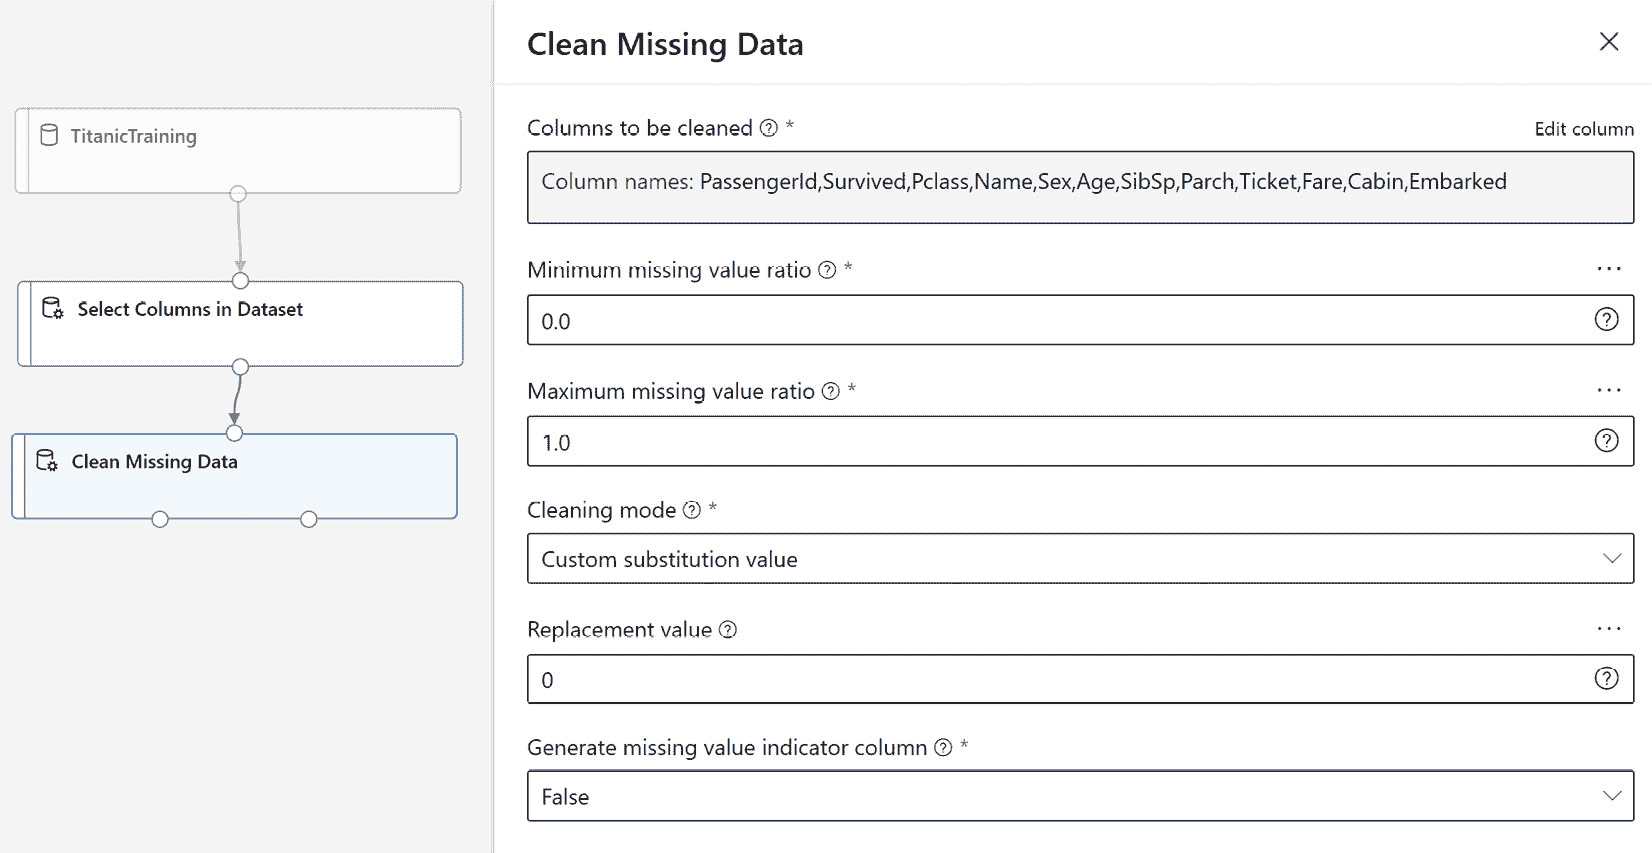 TitanicTraining
Select Columns in Dataset
Clean Missing Data
Clean Missing Data
Columns to be cleaned ? *
Edit column
Column names: PassengerId,Survived,Pclass,Name,Sex,Age,SibSp,Parch,Ticket,Fare,Cabin,Embarked
Minimum missing value ratio ? *
...
0.0
?
Maximum missing value ratio ? *
...
1.0
?
Cleaning mode ? *
Custom substitution value
Replacement value ?
...
0
?
Generate missing value indicator column ? *
False